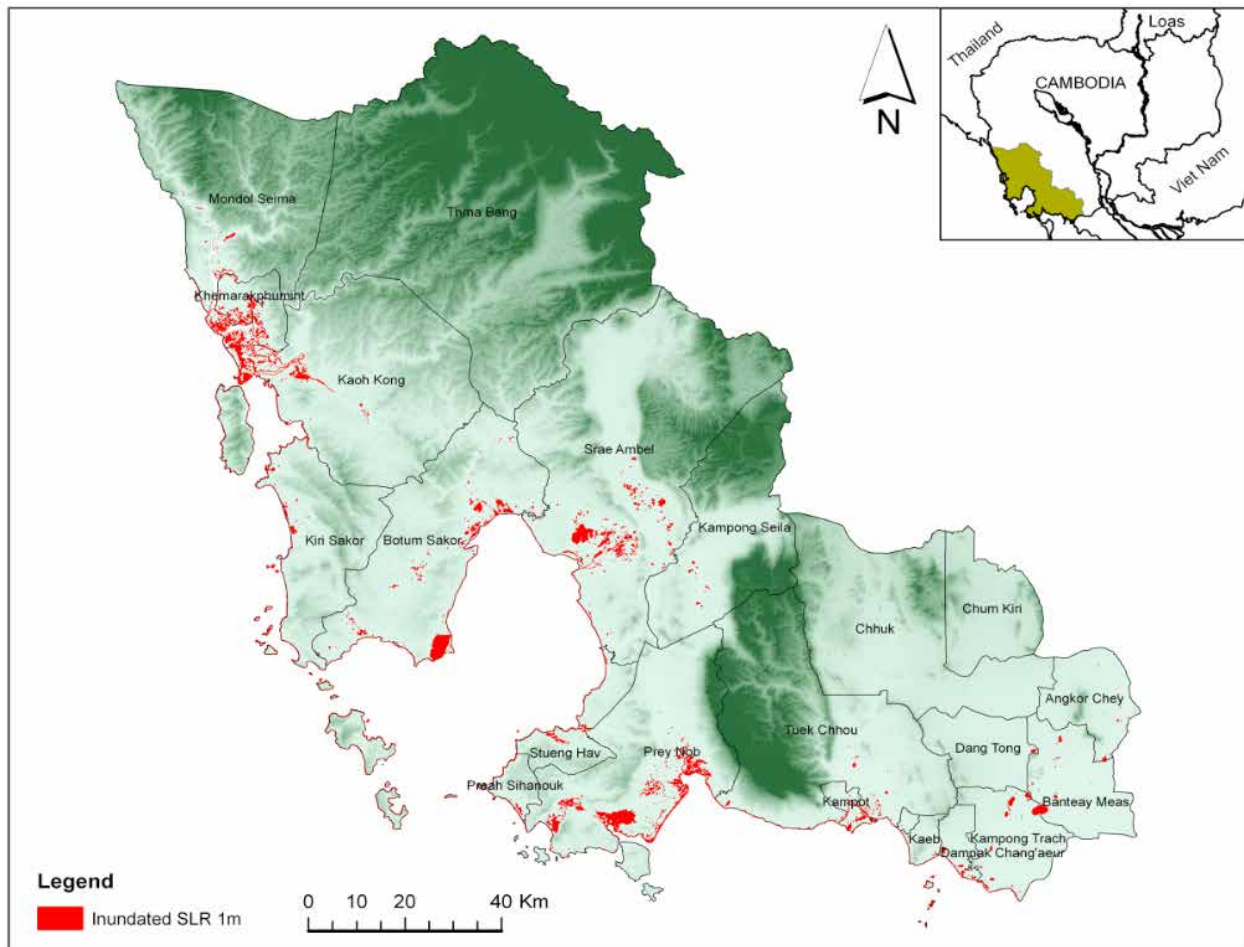 Loas
Thailand
CAMBODIA
Viet Nam
N
Mondol Seima
Thma Bang
Khemarakphumint
Kaoh Kong
Srae Ambel
Kampong Seila
Kiri Sakor
Botum Sakor
Chhuk
Chum Kiri
Angkor Chey
Tuek Chhou
Dang Tong
Stueng Hav
Prey Nob
Preah Sihanouk
Kampot
Banteay Meas
Kaeb
Kampong Trach
Dampak Chang'aeur
Legend
Inundated SLR 1m
0 10 20 40 Km